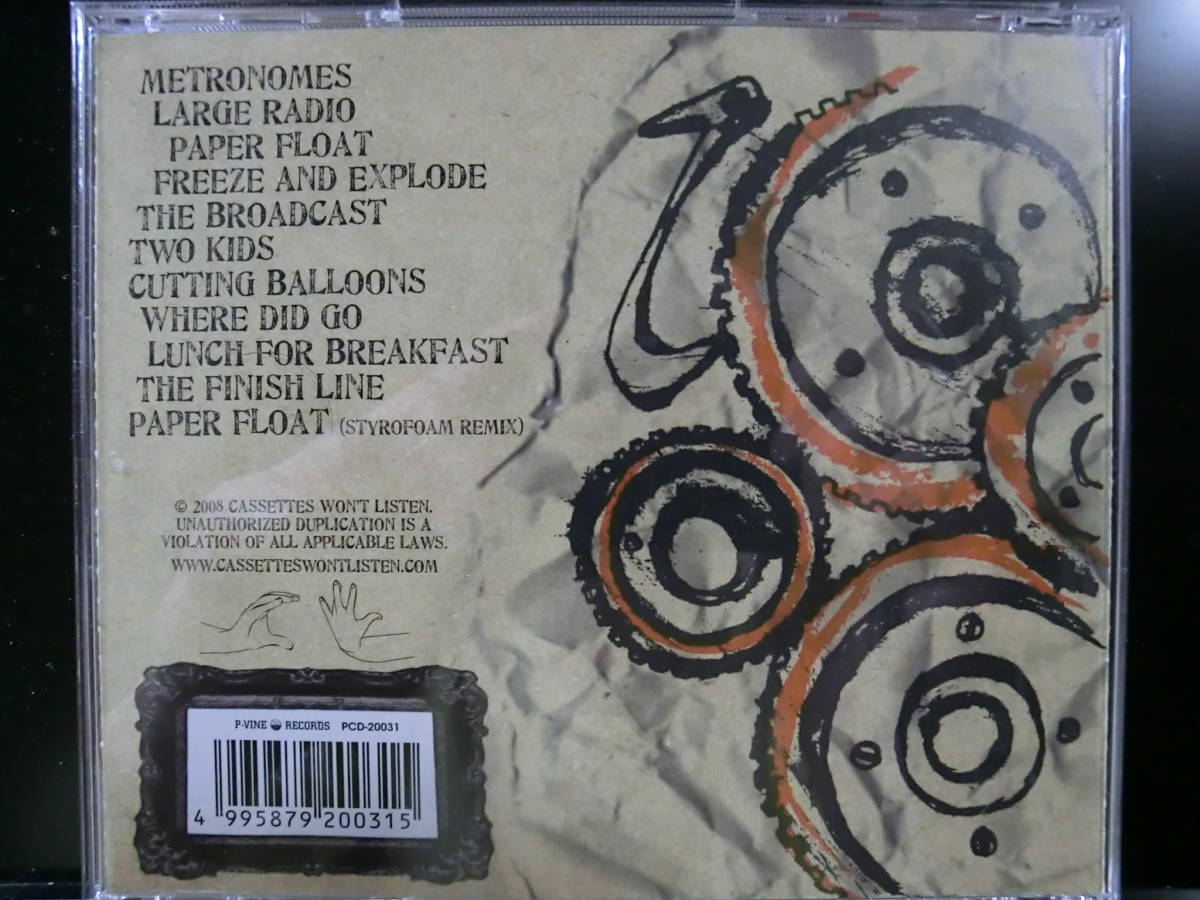 METRONOMES
LARGE RADIO
PAPER FLOAT
FREEZE AND EXPLODE
THE BROADCAST
TWO KIDS
CUTTING BALLOONS
WHERE DID GO
LUNCH FOR BREAKFAST
THE FINISH LINE
PAPER FLOAT (STYROFOAM REMIX)
© 2008 CASSETTES WON'T LISTEN.
UNAUTHORIZED DUPLICATION IS A
VIOLATION OF ALL APPLICABLE LAWS.
WWW.CASSETTESWONTLISTEN.COM
P-VINE RECORDS PCD-20031
4 995879 200315